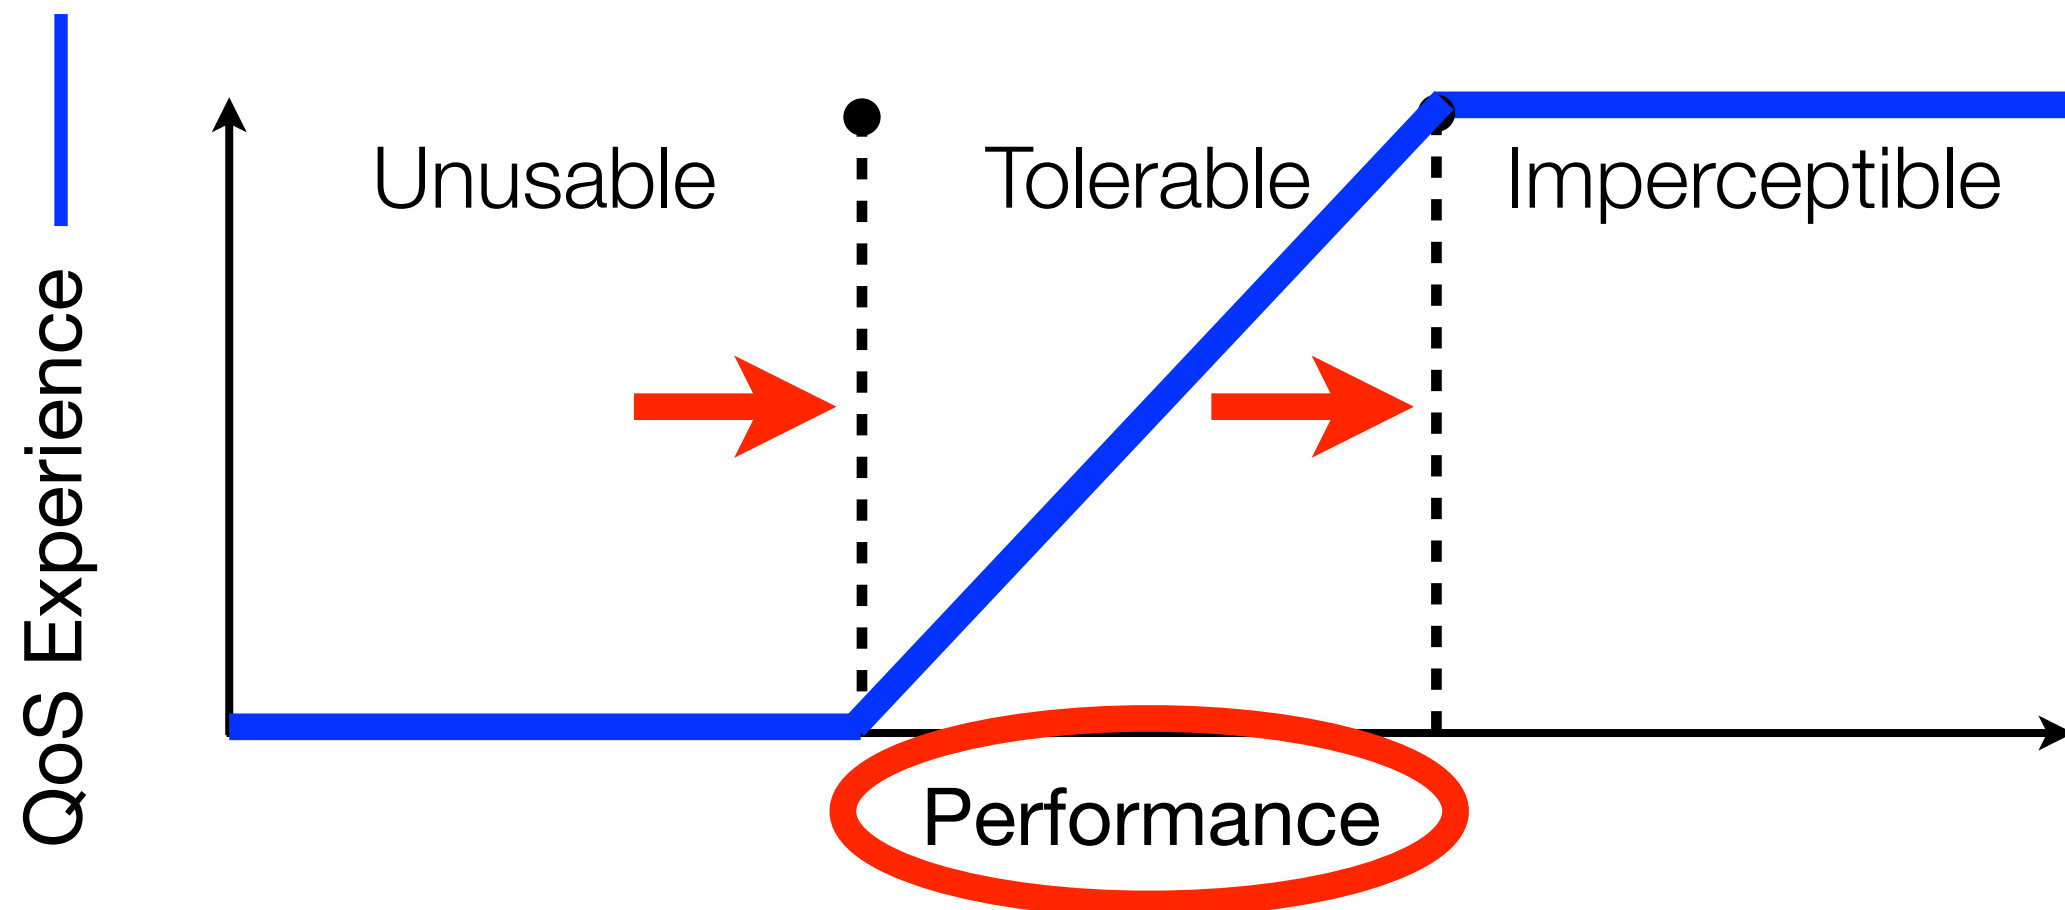 QoS Experience
Unusable
Tolerable
Imperceptible
Performance